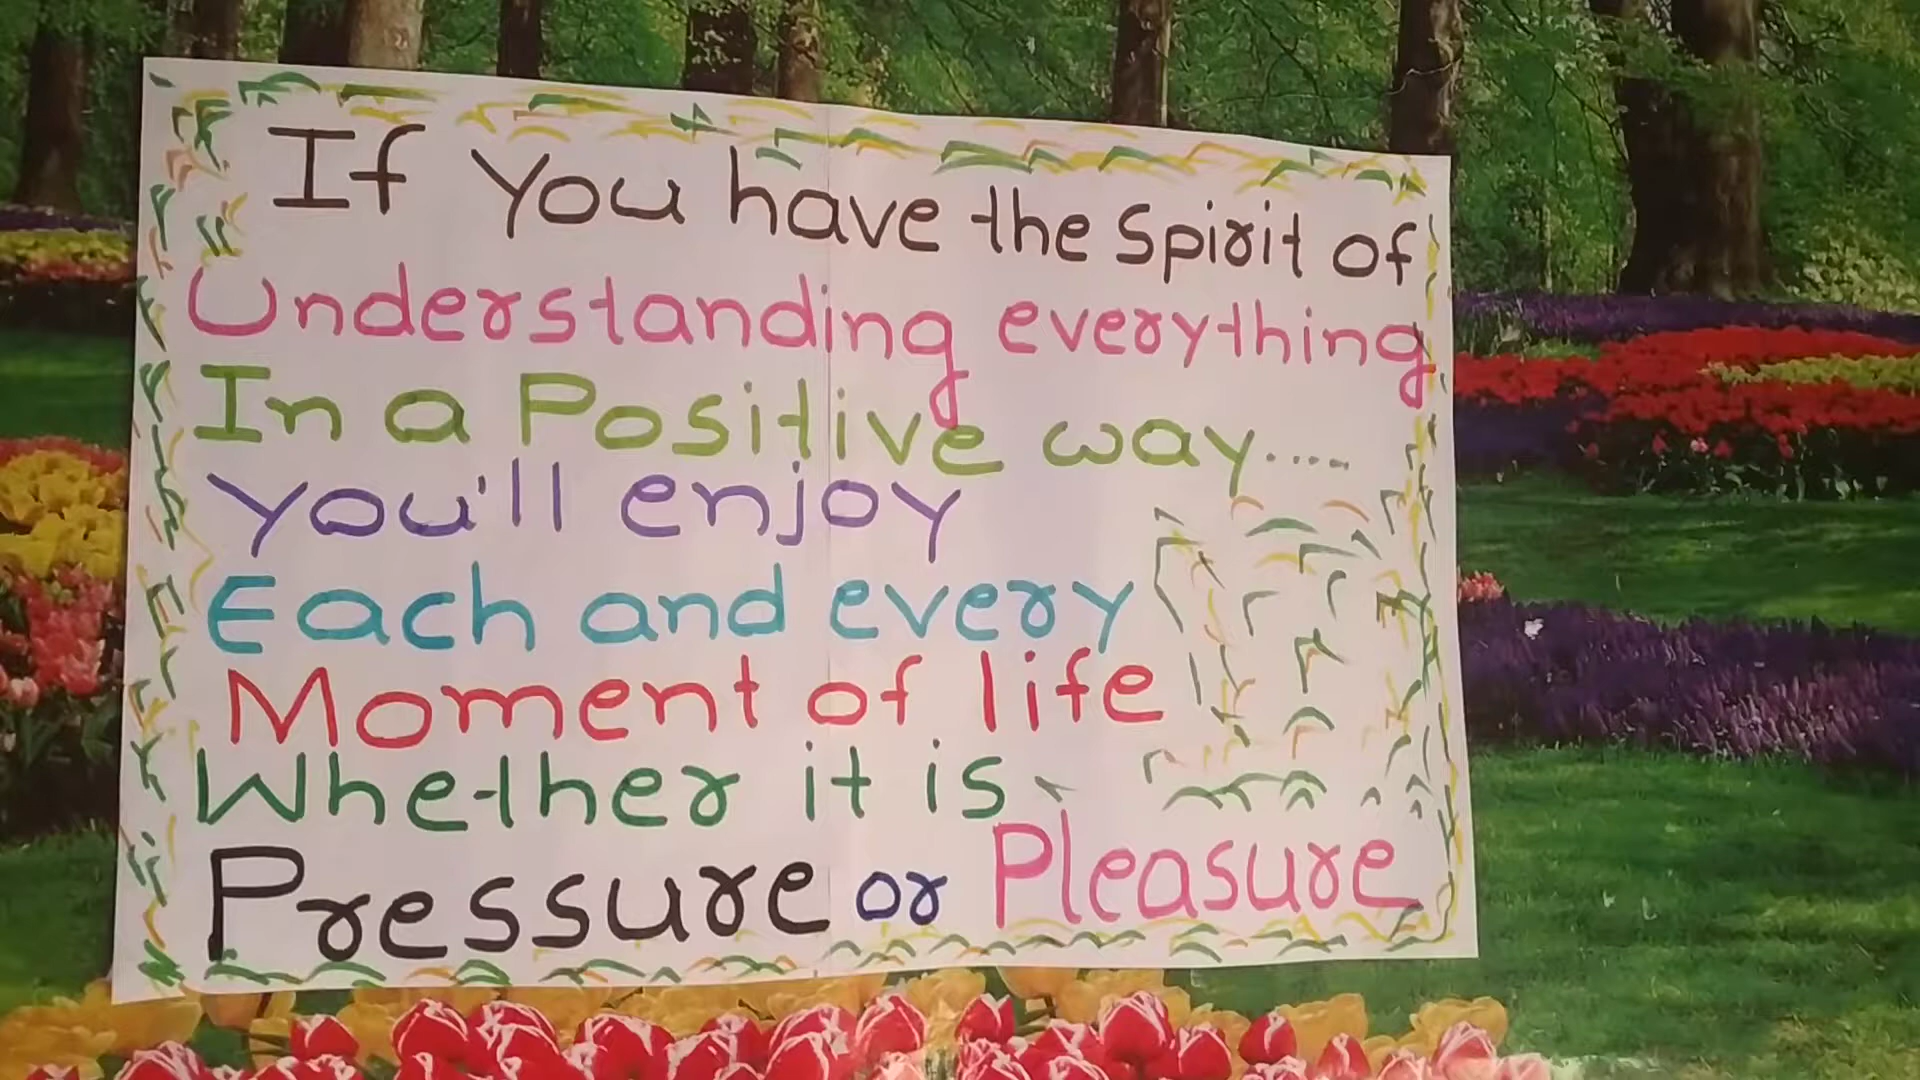 If You have the Spirit of
Understanding everything
In a Positive way.....
you'll enjoy
Each and every
Moment of life
Whether it is
Pressure or Pleasure